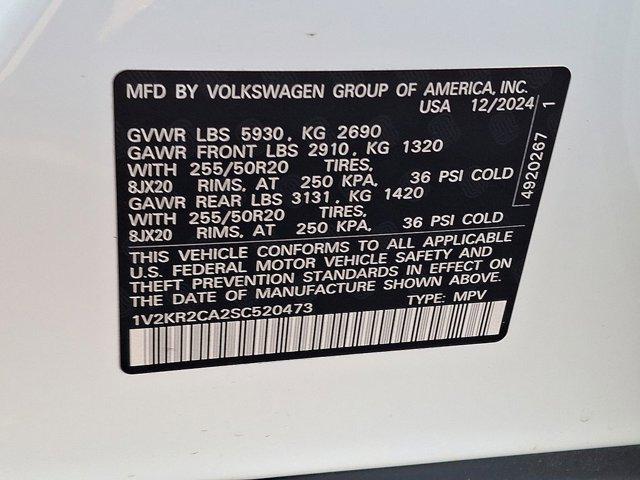 MFD BY VOLKSWAGEN GROUP OF AMERICA, INC.
USA 12/2024
GVWR LBS 5930, KG 2690
GAWR FRONT LBS 2910, KG 1320
WITH 255/50R20 TIRES,
8JX20 RIMS, AT 250 KPA, 36 PSI COLD
GAWR REAR LBS 3131, KG 1420
WITH 255/50R20 TIRES,
8JX20 RIMS, AT 250 KPA, 36 PSI COLD
THIS VEHICLE CONFORMS TO ALL APPLICABLE
U.S. FEDERAL MOTOR VEHICLE SAFETY AND
THEFT PREVENTION STANDARDS IN EFFECT ON
THE DATE OF MANUFACTURE SHOWN ABOVE.
1V2KR2CA2SC520473 TYPE: MPV
4920267 1